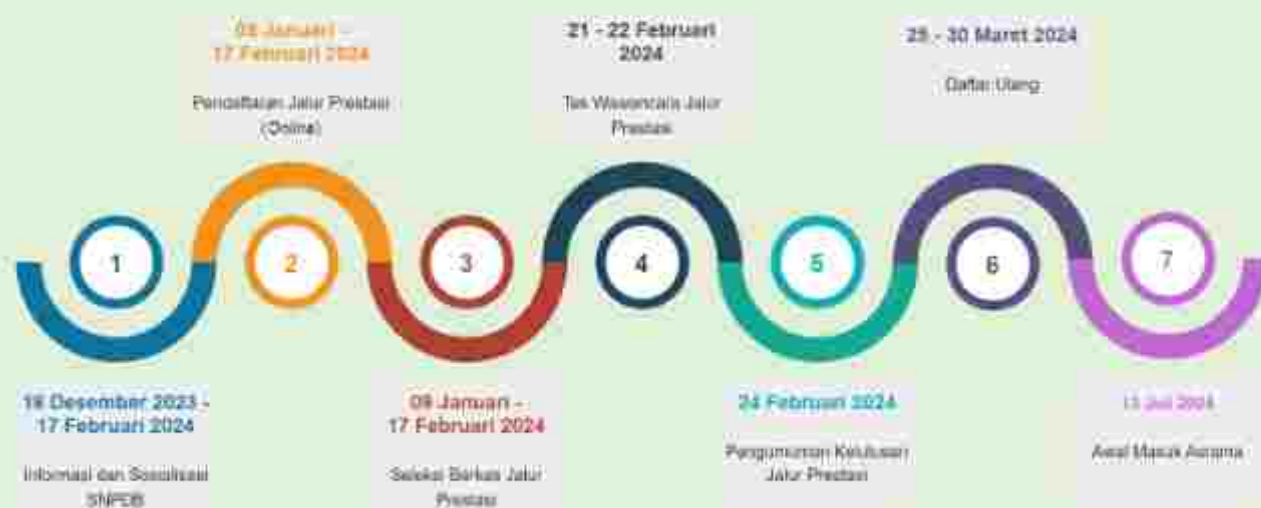 1
18 Desember 2023 -
17 Februari 2024
Informasi dan Sosialisasi
SNPDB
2
09 Januari -
17 Februari 2024
Pendaftaran Jalur Prestasi
(Online)
3
09 Januari -
17 Februari 2024
Seleksi Berkas Jalur
Prestasi
4
21 - 22 Februari
2024
Tes Wawancara Jalur
Prestasi
5
24 Februari 2024
Pengumuman Kelulusan
Jalur Prestasi
6
25 - 30 Maret 2024
Daftar Ulang
7
Juli 2024
Awal Masuk Asrama